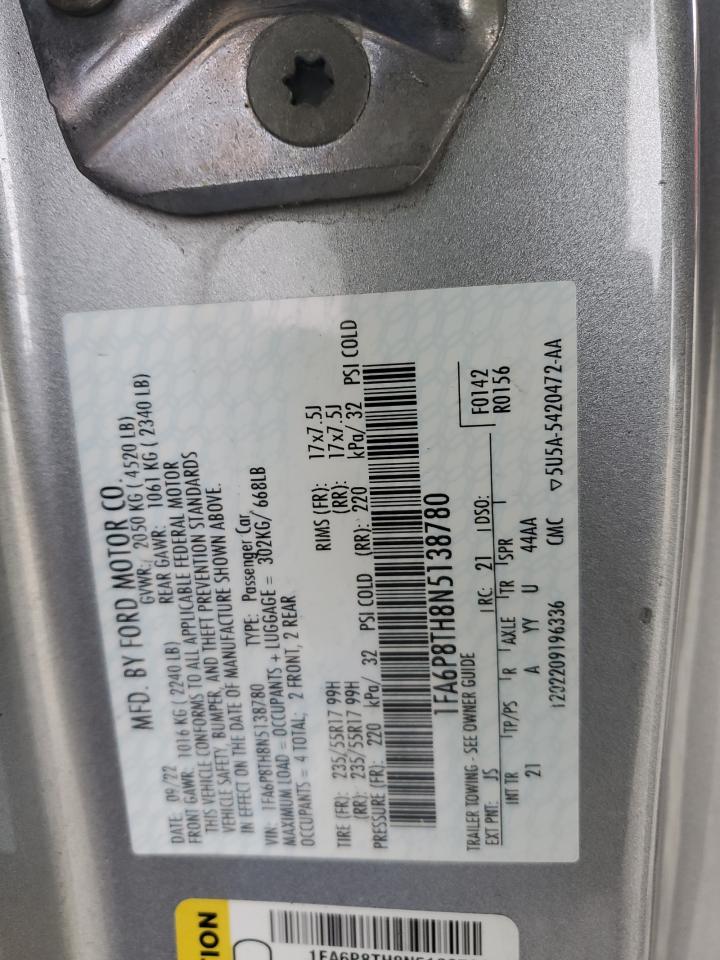 MFD. BY FORD MOTOR CO.
DATE: 09/22 GVWR: 2050 KG ( 4520 LB)
FRONT GAWR: 1016 KG ( 2240 LB) REAR GAWR: 1061 KG ( 2340 LB)
THIS VEHICLE CONFORMS TO ALL APPLICABLE FEDERAL MOTOR
VEHICLE SAFETY, BUMPER, AND THEFT PREVENTION STANDARDS
IN EFFECT ON THE DATE OF MANUFACTURE SHOWN ABOVE.
VIN: 1FA6P8TH8N5138780 TYPE: Passenger Car
MAXIMUM LOAD = OCCUPANTS + LUGGAGE = 302KG/ 668LB
OCCUPANTS = 4 TOTAL; 2 FRONT, 2 REAR
TIRE (FR): 235/55R17 99H RIMS (FR): 17x7.5J
(RR): 235/55R17 99H (RR): 17x7.5J
PRESSURE (FR): 220 kPa/ 32 PSI COLD (RR): 220 kPa/ 32 PSI COLD
1FA6P8TH8N5138780
TRAILER TOWING - SEE OWNER GUIDE F0142
EXT PNT: JS RC: 21 DSO: R0156
INT TR TP/PS R AXLE TR SPR
21 A YY U 44AA
1202209196336 CMC ▽5U5A-5420472-AA